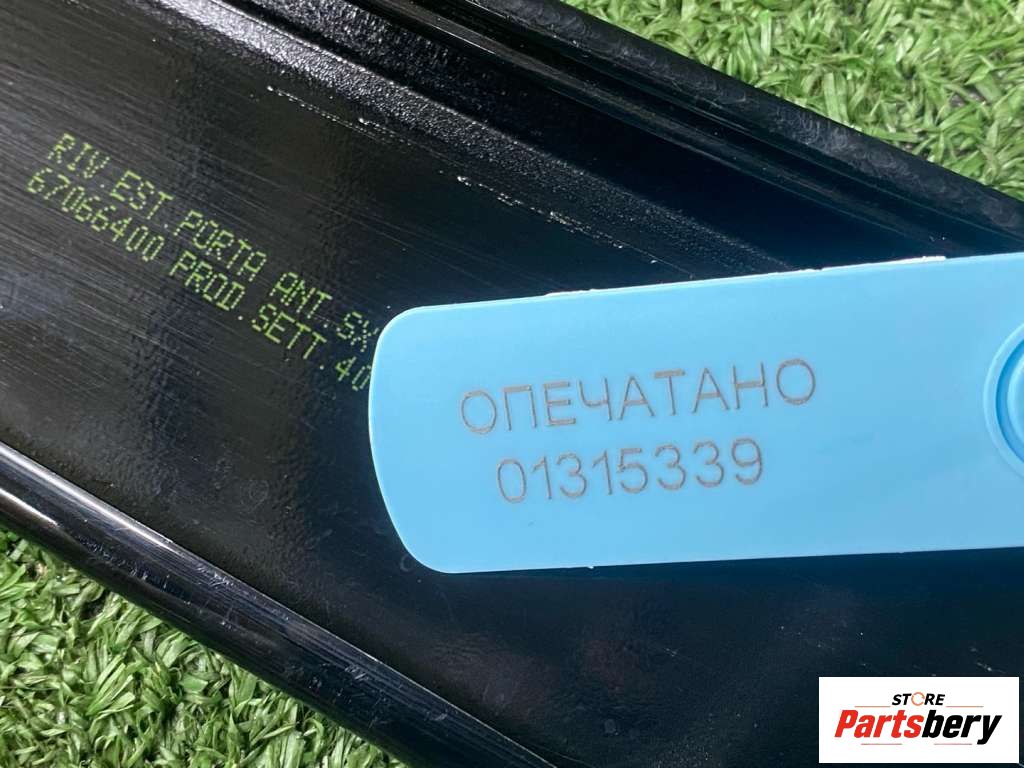 RIV.EST.PORTA ANT.SX
67066400 PROD.SETT.40
ОПЕЧАТАНО
01315339
STORE
Partsbery